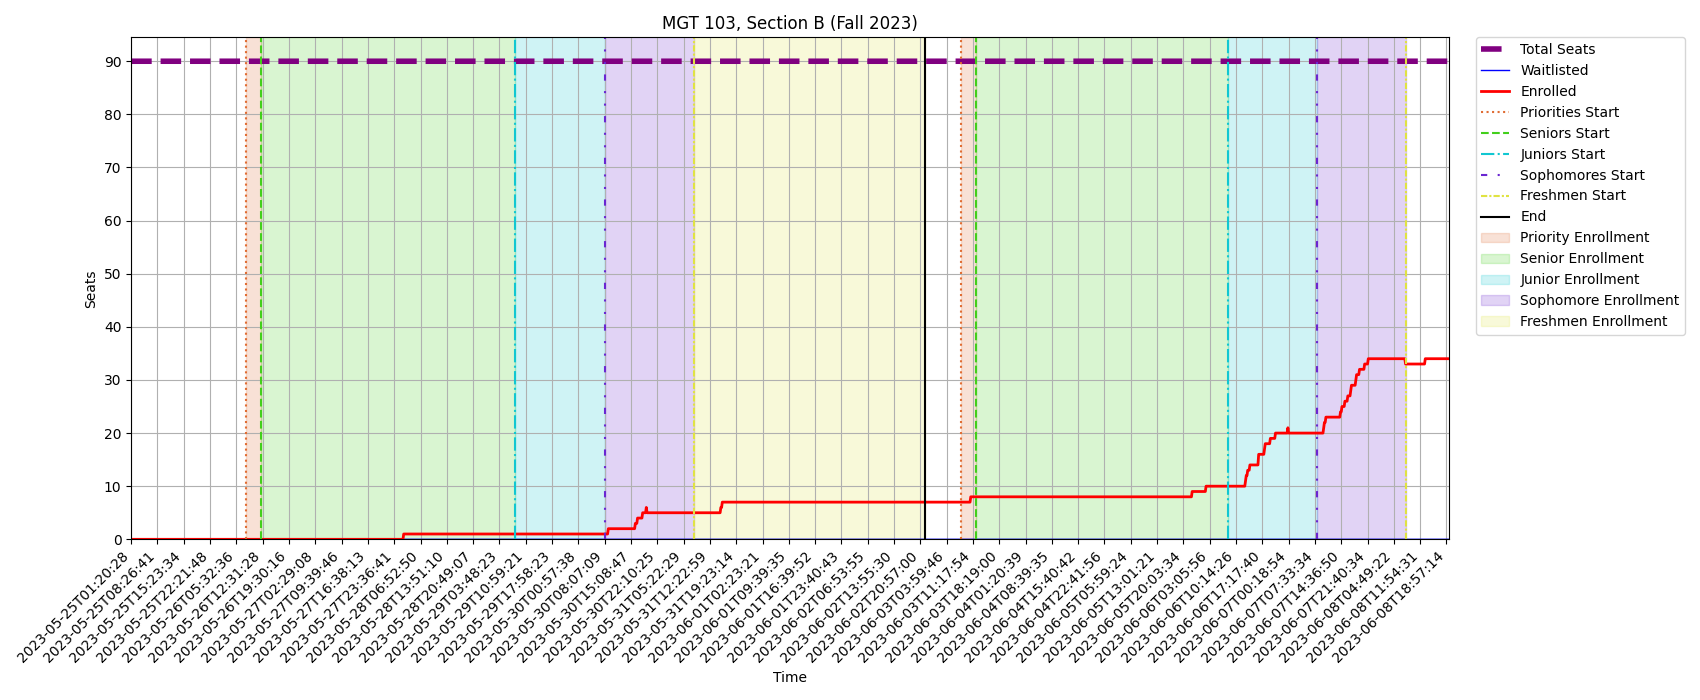 MGT 103, Section B (Fall 2023)
Seats
90
80
70
60
50
40
30
20
10
0
2023-05-25T01:20:28
2023-05-25T08:26:41
2023-05-25T15:23:34
2023-05-25T22:21:48
2023-05-26T05:32:36
2023-05-26T12:31:28
2023-05-26T19:30:16
2023-05-27T02:29:08
2023-05-27T09:39:46
2023-05-27T16:38:13
2023-05-27T23:36:41
2023-05-28T06:52:50
2023-05-28T13:51:10
2023-05-28T20:49:07
2023-05-29T03:48:23
2023-05-29T10:59:21
2023-05-29T17:58:23
2023-05-30T00:57:38
2023-05-30T08:07:09
2023-05-30T15:08:47
2023-05-30T22:10:25
2023-05-31T05:22:29
2023-05-31T12:22:59
2023-05-31T19:23:14
2023-06-01T02:23:21
2023-06-01T09:39:35
2023-06-01T16:39:52
2023-06-01T23:40:43
2023-06-02T06:53:55
2023-06-02T13:55:30
2023-06-02T20:57:00
2023-06-03T03:59:46
2023-06-03T11:17:54
2023-06-03T18:19:00
2023-06-04T01:20:39
2023-06-04T08:39:35
2023-06-04T15:40:42
2023-06-04T22:41:56
2023-06-05T05:59:24
2023-06-05T13:01:21
2023-06-05T20:03:34
2023-06-06T03:05:56
2023-06-06T10:14:26
2023-06-06T17:17:40
2023-06-07T00:18:54
2023-06-07T07:33:34
2023-06-07T14:36:50
2023-06-07T21:40:34
2023-06-08T04:49:22
2023-06-08T11:54:31
2023-06-08T18:57:14
Time
Total Seats
Waitlisted
Enrolled
Priorities Start
Seniors Start
Juniors Start
Sophomores Start
Freshmen Start
End
Priority Enrollment
Senior Enrollment
Junior Enrollment
Sophomore Enrollment
Freshmen Enrollment